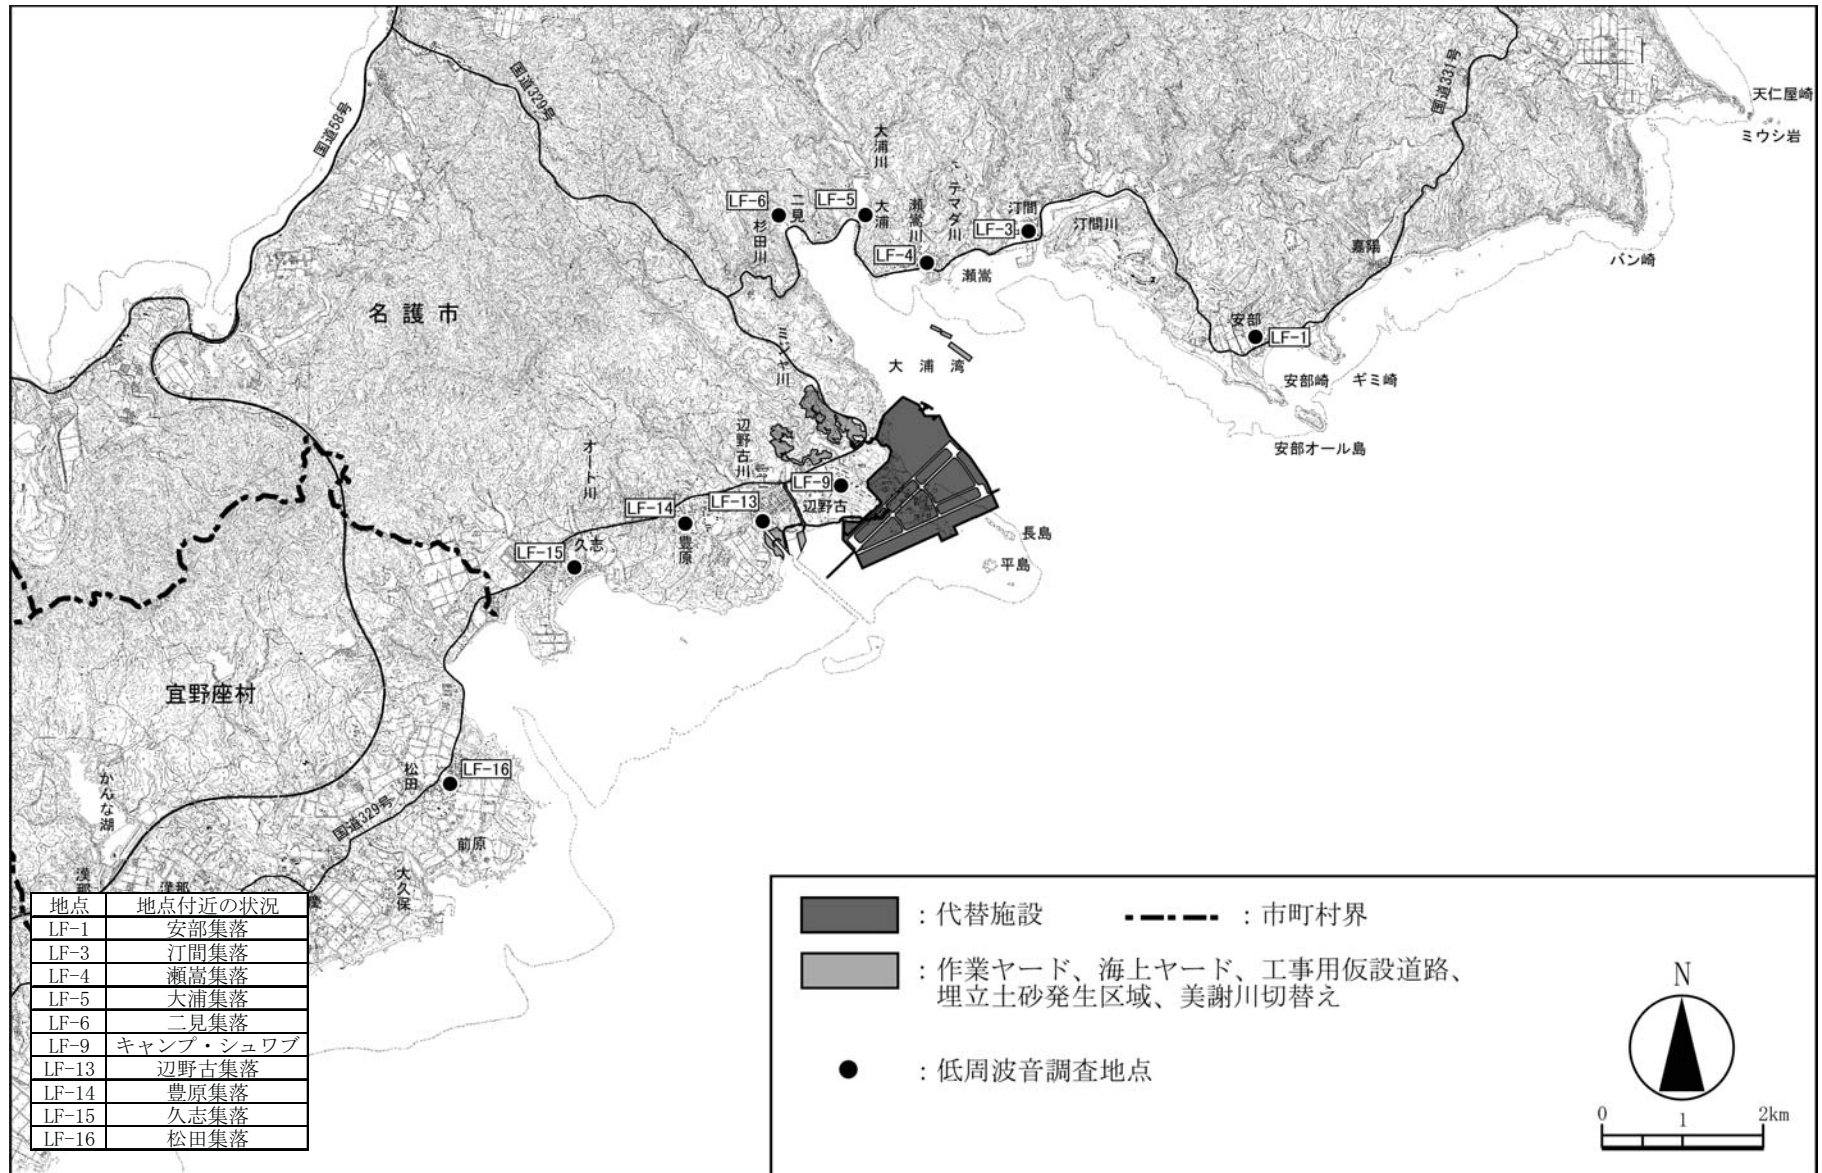 国道58号
国道329号
国道331号
天仁屋崎
ミウシ岩
バン崎
嘉陽
大浦川
テマダ川
瀬嵩川
LF-6
二見
杉田川
LF-5
大浦
LF-4
瀬嵩
汀間
LF-3
汀間川
安部
LF-1
安部崎
ギミ崎
安部オール島
大浦湾
名護市
辺野古川
オート川
LF-9
辺野古
LF-13
LF-14
豊原
LF-15
久志
長島
平島
宜野座村
かんな湖
松田
LF-16
国道329号
前原
大久保
漢那
地点 地点付近の状況
LF-1 安部集落
LF-3 汀間集落
LF-4 瀬嵩集落
LF-5 大浦集落
LF-6 二見集落
LF-9 キャンプ・シュワブ
LF-13 辺野古集落
LF-14 豊原集落
LF-15 久志集落
LF-16 松田集落
：代替施設
：市町村界
：作業ヤード、海上ヤード、工事用仮設道路、
埋立土砂発生区域、美謝川切替え
：低周波音調査地点
N
0 1 2km